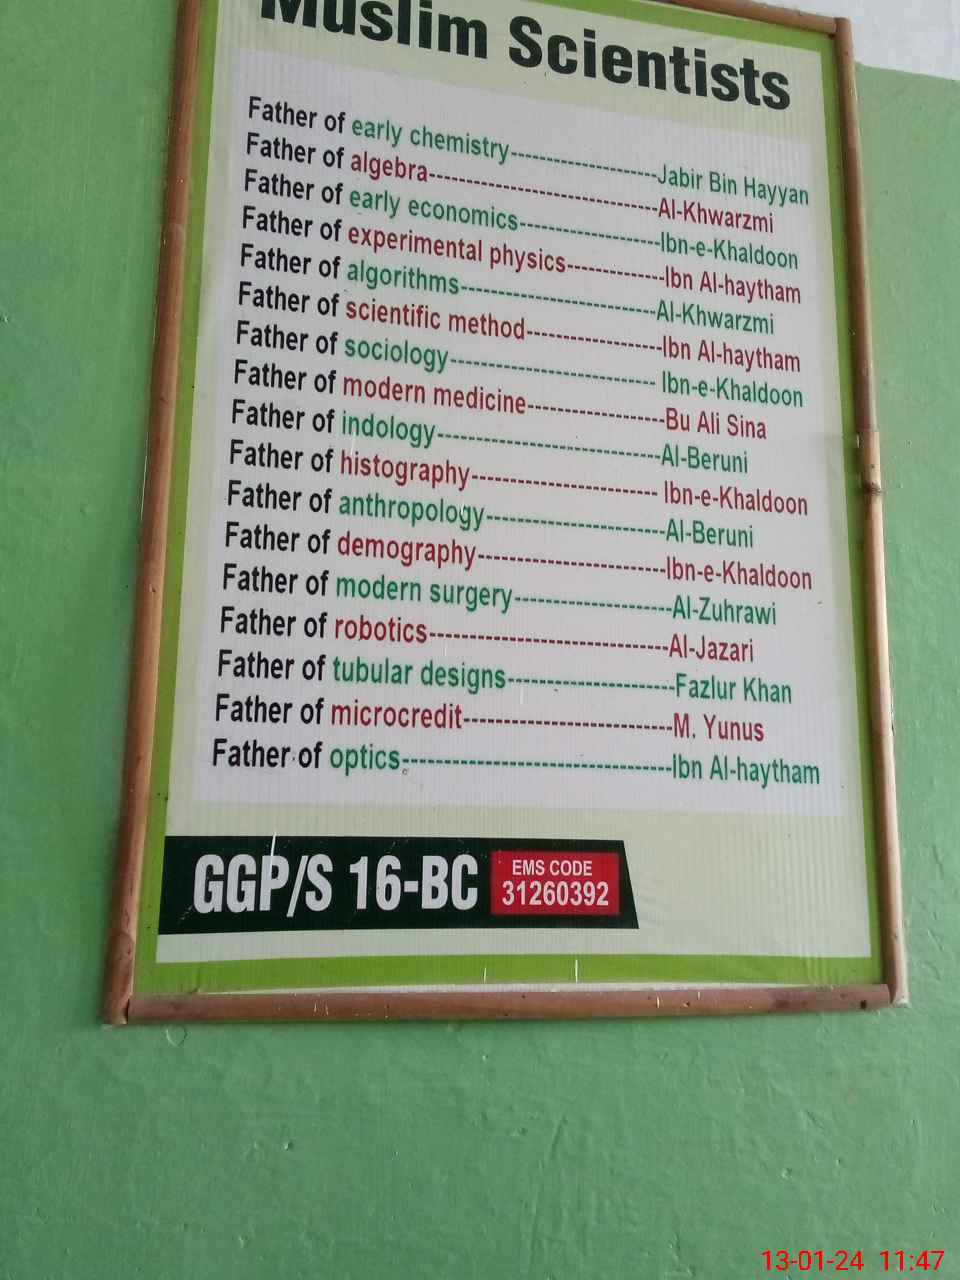 Muslim Scientists
Father of early chemistry--------------------Jabir Bin Hayyan
Father of algebra--------------------------------Al-Khwarzmi
Father of early economics-------------------Ibn-e-Khaldoon
Father of experimental physics-------------Ibn Al-haytham
Father of algorithms---------------------------Al-Khwarzmi
Father of scientific method------------------Ibn Al-haytham
Father of sociology---------------------------- Ibn-e-Khaldoon
Father of modern medicine------------------Bu Ali Sina
Father of indology------------------------------Al-Beruni
Father of histography------------------------- Ibn-e-Khaldoon
Father of anthropology------------------------Al-Beruni
Father of demography-------------------------Ibn-e-Khaldoon
Father of modern surgery---------------------Al-Zuhrawi
Father of robotics--------------------------------Al-Jazari
Father of tubular designs----------------------Fazlur Khan
Father of microcredit----------------------------M. Yunus
Father of optics------------------------------------Ibn Al-haytham
GGP/S 16-BC
EMS CODE
31260392
13-01-24 11:47